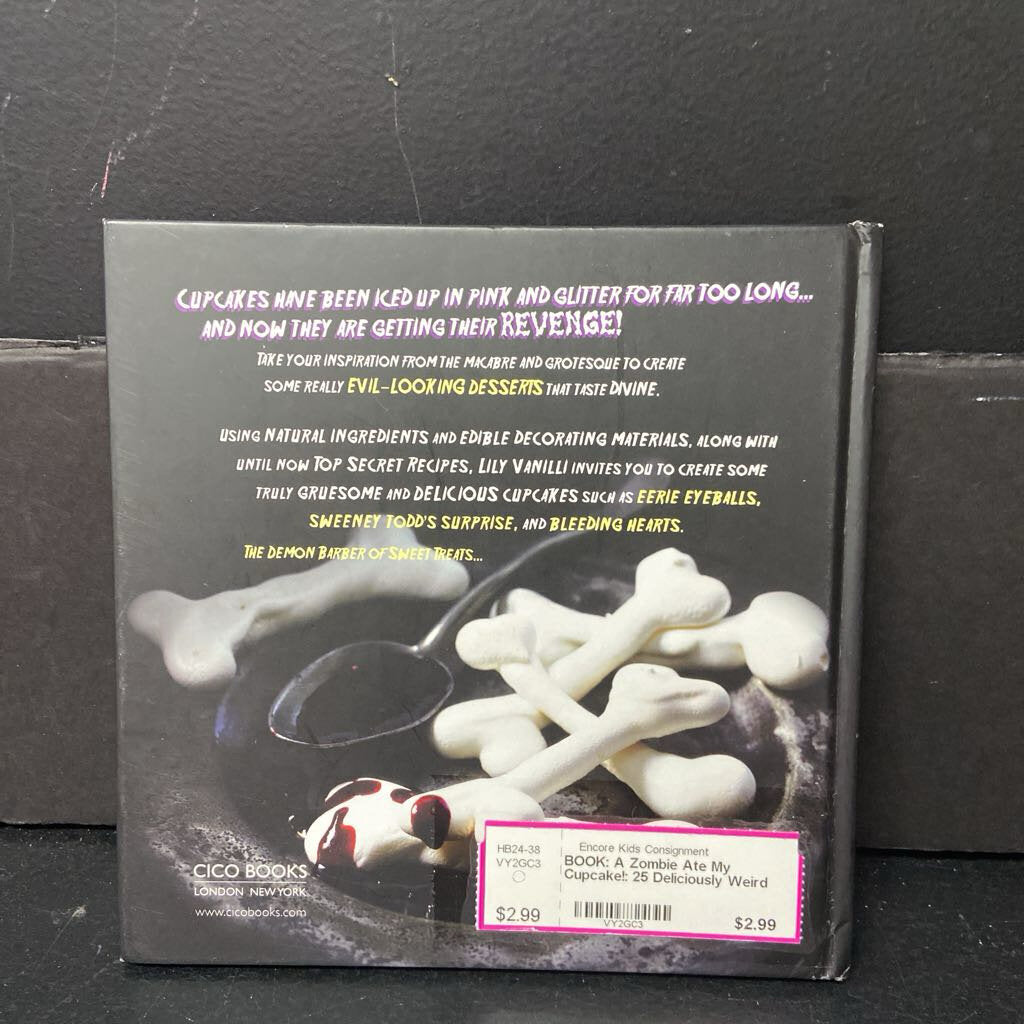 CUPCAKES HAVE BEEN ICED UP IN PINK AND GLITTER FOR FAR TOO LONG...
AND NOW THEY ARE GETTING THEIR REVENGE!
TAKE YOUR INSPIRATION FROM THE MACABRE AND GROTESQUE TO CREATE
SOME REALLY EVIL-LOOKING DESSERTS THAT TASTE DIVINE.
USING NATURAL INGREDIENTS AND EDIBLE DECORATING MATERIALS, ALONG WITH
UNTIL NOW TOP SECRET RECIPES, LILY VANILLI INVITES YOU TO CREATE SOME
TRULY GRUESOME AND DELICIOUS CUPCAKES SUCH AS EERIE EYEBALLS,
SWEENEY TODD'S SURPRISE, AND BLEEDING HEARTS.
THE DEMON BARBER OF SWEET TREATS...
CICO BOOKS
LONDON NEW YORK
www.cicobooks.com
HB24-38
VY2GC3
$2.99
Encore Kids Consignment
BOOK: A Zombie Ate My
Cupcake!: 25 Deliciously Weird
VY2GC3
$2.99